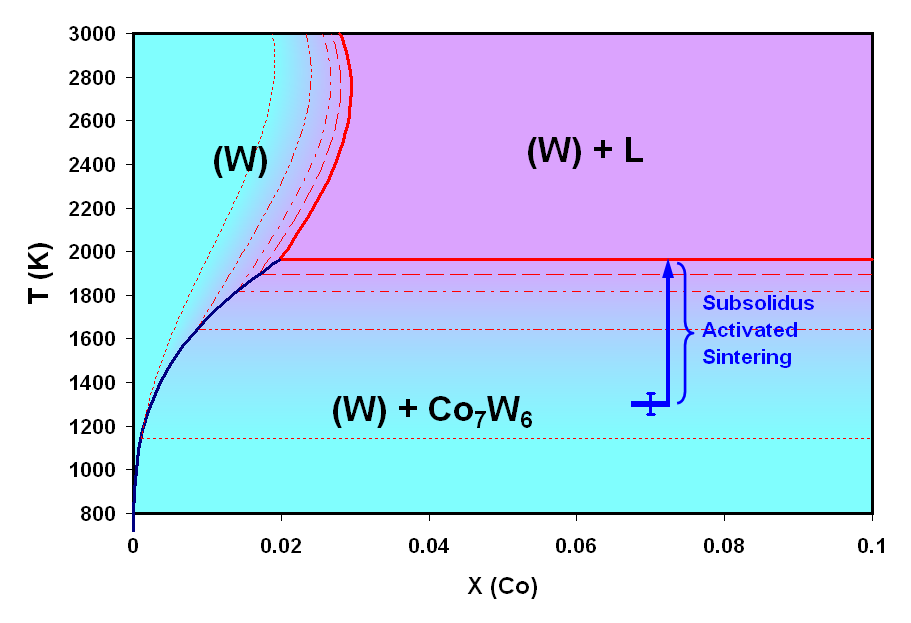 3000
2800
2600
2400
2200
2000
1800
1600
1400
1200
1000
800
T (K)
(W)
(W) + L
Subsolidus
Activated
Sintering
(W) + Co₇W₆
0
0.02
0.04
0.06
0.08
0.1
X (Co)